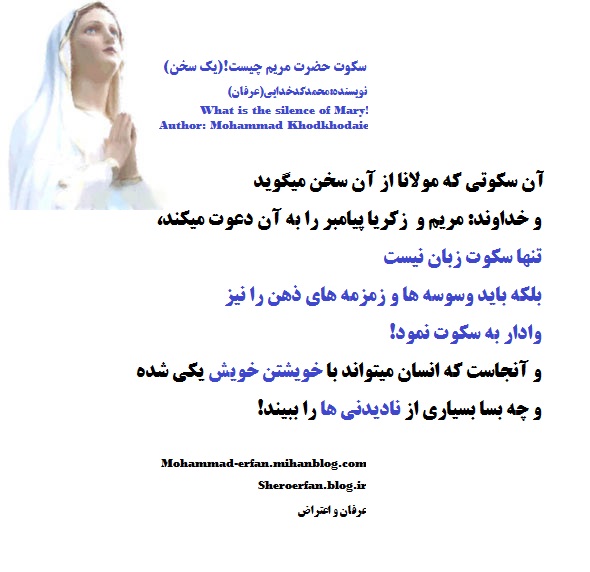 سکوت حضرت مریم چیست!(یک سخن)
نویسنده:محمدکدخدایی(عرفان)
What is the silence of Mary!
Author: Mohammad Khodkhodaie
آن سکوتی که مولانا از آن سخن میگوید
و خداوند: مریم و زکریا پیامبر را به آن دعوت میکند،
تنها سکوت زبان نیست
بلکه باید وسوسه ها و زمزمه های ذهن را نیز
وادار به سکوت نمود!
و آنجاست که انسان میتواند با خویشتن خویش یکی شده
و چه بسا بسیاری از نادیدنی ها را ببیند!
Mohammad-erfan.mihanblog.com
Sheroerfan.blog.ir
عرفان و اعتراض